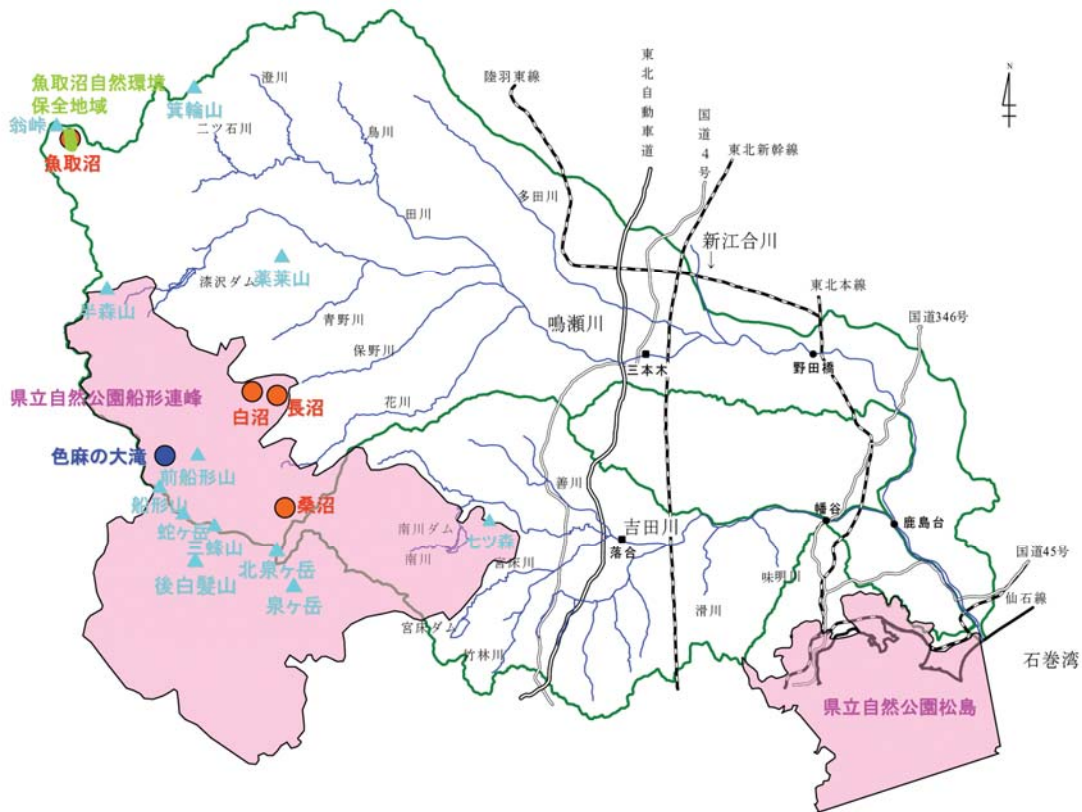 魚取沼自然環境
保全地域
翁峠
魚取沼
箕輪山
澄川
二ツ石川
鳥川
田川
陸羽東線
東北自動車道
国道4号
東北新幹線
多田川
新江合川
N
漆沢ダム
薬莱山
半森山
青野川
保野川
鳴瀬川
東北本線
国道346号
三本木
野田橋
県立自然公園船形連峰
白沼
長沼
花川
色麻の大滝
前船形山
船形山
蛇ケ岳
三峰山
後白髪山
桑沼
北泉ケ岳
泉ケ岳
南川ダム
南川
七ツ森
善川
吉田川
落合
宮床川
幡谷
鹿島台
国道45号
仙石線
味明川
滑川
宮床ダム
竹林川
石巻湾
県立自然公園松島